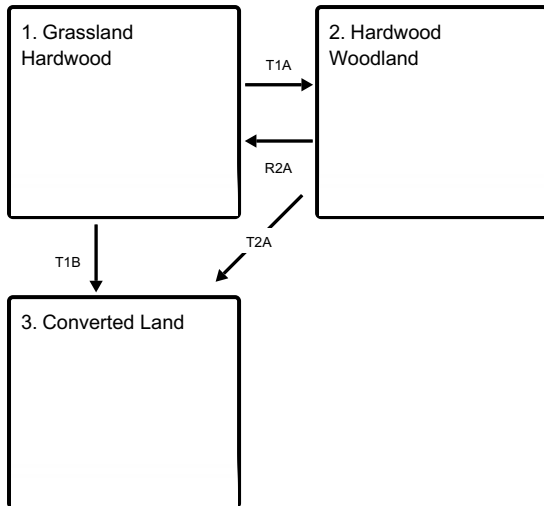 1. Grassland
Hardwood
2. Hardwood
Woodland
T1A
R2A
T1B
T2A
3. Converted Land